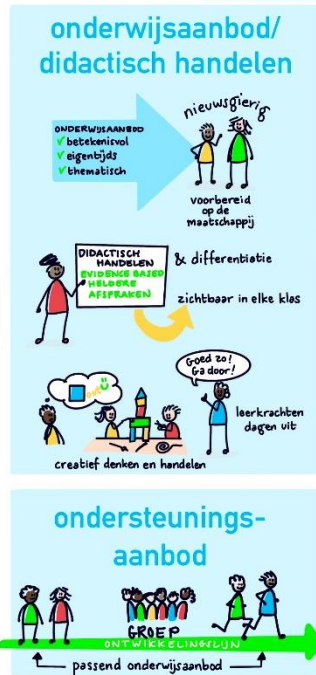 onderwijsaanbod/
didactisch handelen
ONDERWIJSAANBOD
✓ betekenisvol
✓ eigentijds
✓ thematisch
nieuwsgierig
voorbereid
op de
maatschappij
DIDACTISCH
HANDELEN
EVIDENCE BASED
HELDERE
AFSPRAKEN
& differentiatie
zichtbaar in elke klas
Goed zo!
Ga door!
leerkrachten
dagen uit
creatief denken en handelen
ondersteunings-
aanbod
GROEP
ONTWIKKELINGSLIJN
passend onderwijsaanbod